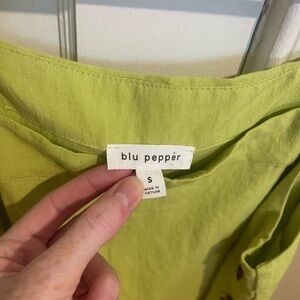 blu pepper
S
MADE IN
VIETNAM